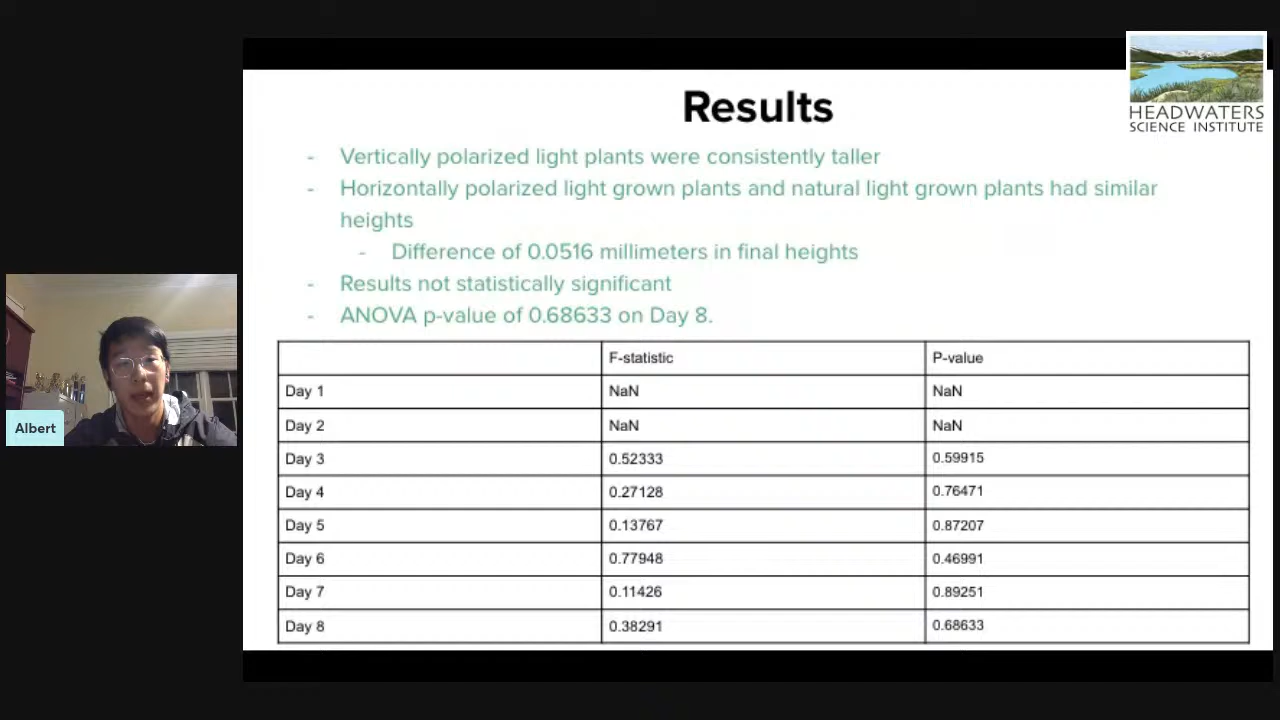 HEADWATERS
SCIENCE INSTITUTE
Results
- Vertically polarized light plants were consistently taller
- Horizontally polarized light grown plants and natural light grown plants had similar
heights
- Difference of 0.0516 millimeters in final heights
- Results not statistically significant
- ANOVA p-value of 0.68633 on Day 8.
F-statistic P-value
Day 1 NaN NaN
Day 2 NaN NaN
Day 3 0.52333 0.59915
Day 4 0.27128 0.76471
Day 5 0.13767 0.87207
Day 6 0.77948 0.46991
Day 7 0.11426 0.89251
Day 8 0.38291 0.68633
Albert